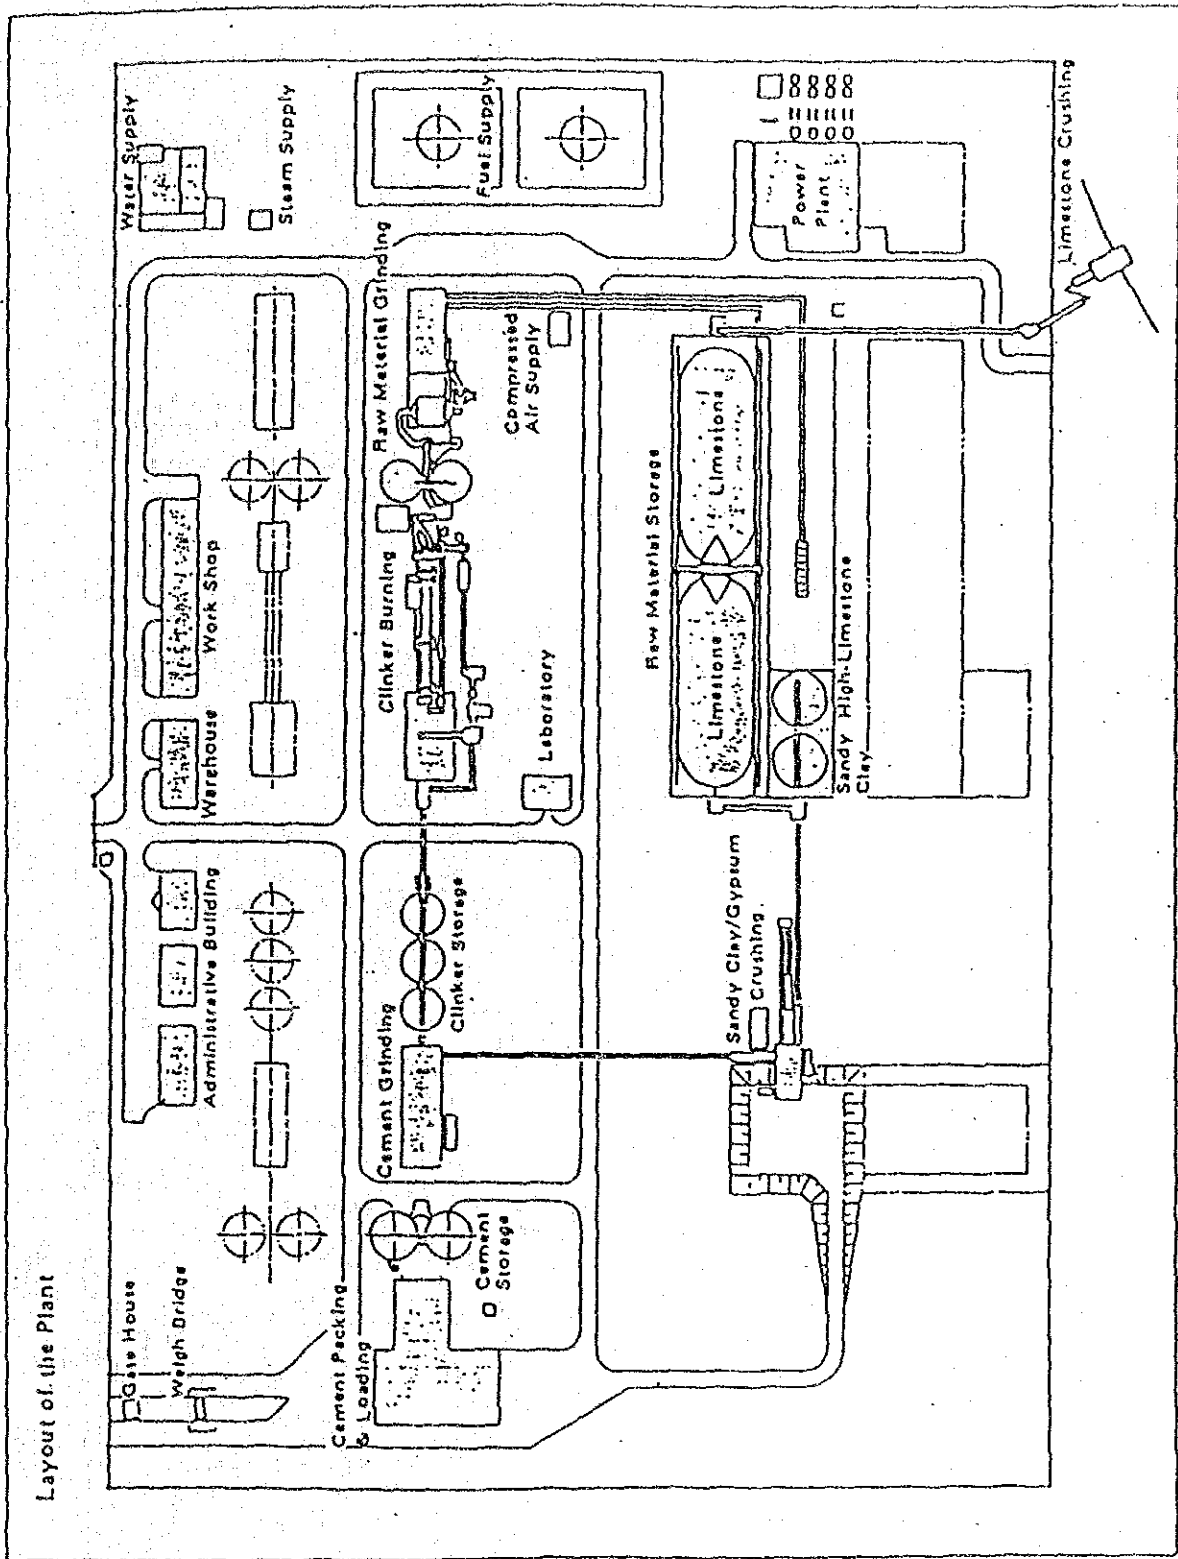 Layout of the Plant
Gate House
Weigh Bridge
Administrative Building
Warehouse
Work Shop
Water Supply
Steam Supply
Cement Packing
& Loading
Cement
Storage
Cement Grinding
Clinker Storage
Clinker Burning
Raw Material Grinding
Fuel Supply
Laboratory
Compressed
Air Supply
Raw Material Storage
Limestone
Limestone
Sandy
Clay
High-Limestone
Sandy Clay/Gypsum
Crushing
Power
Plant
Limestone Crushing